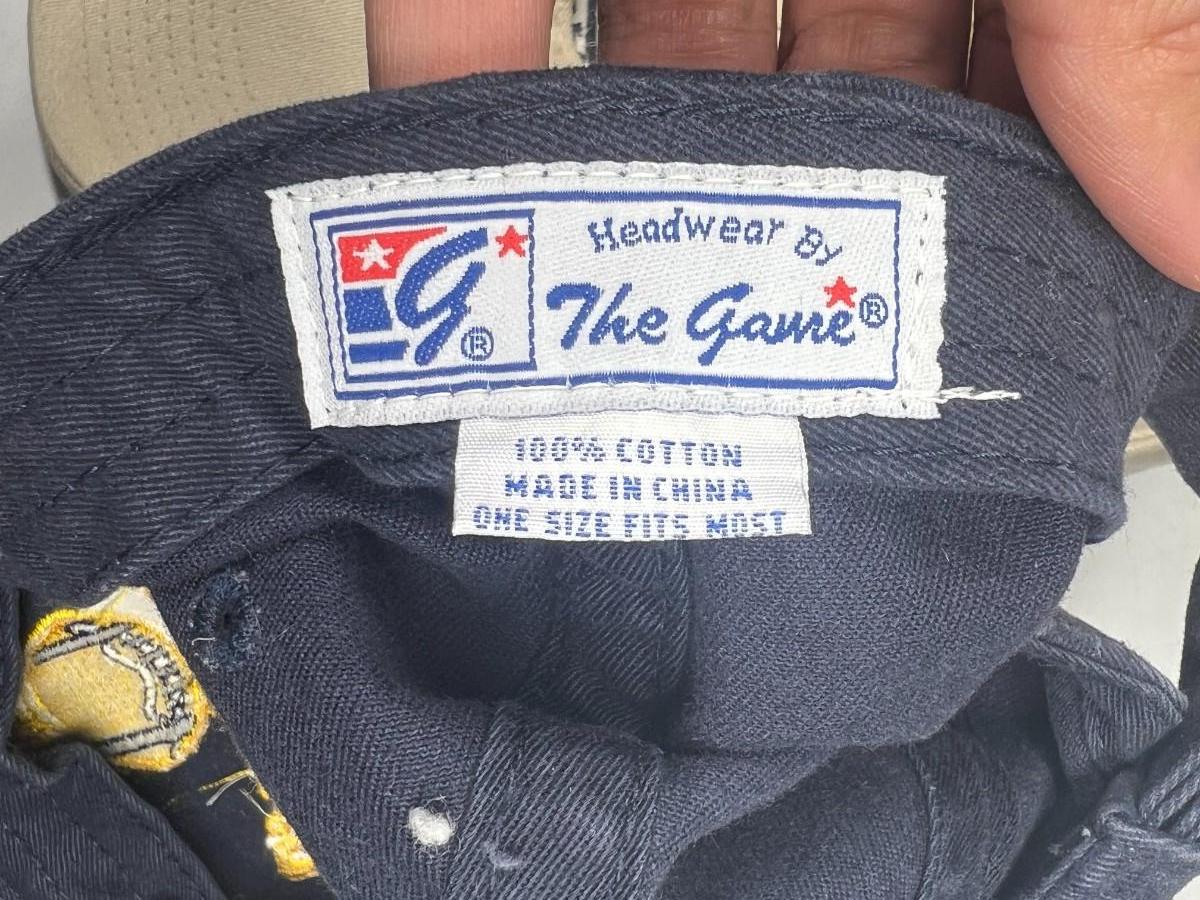 G®
Headwear By
The Game®
100% COTTON
MADE IN CHINA
ONE SIZE FITS MOST